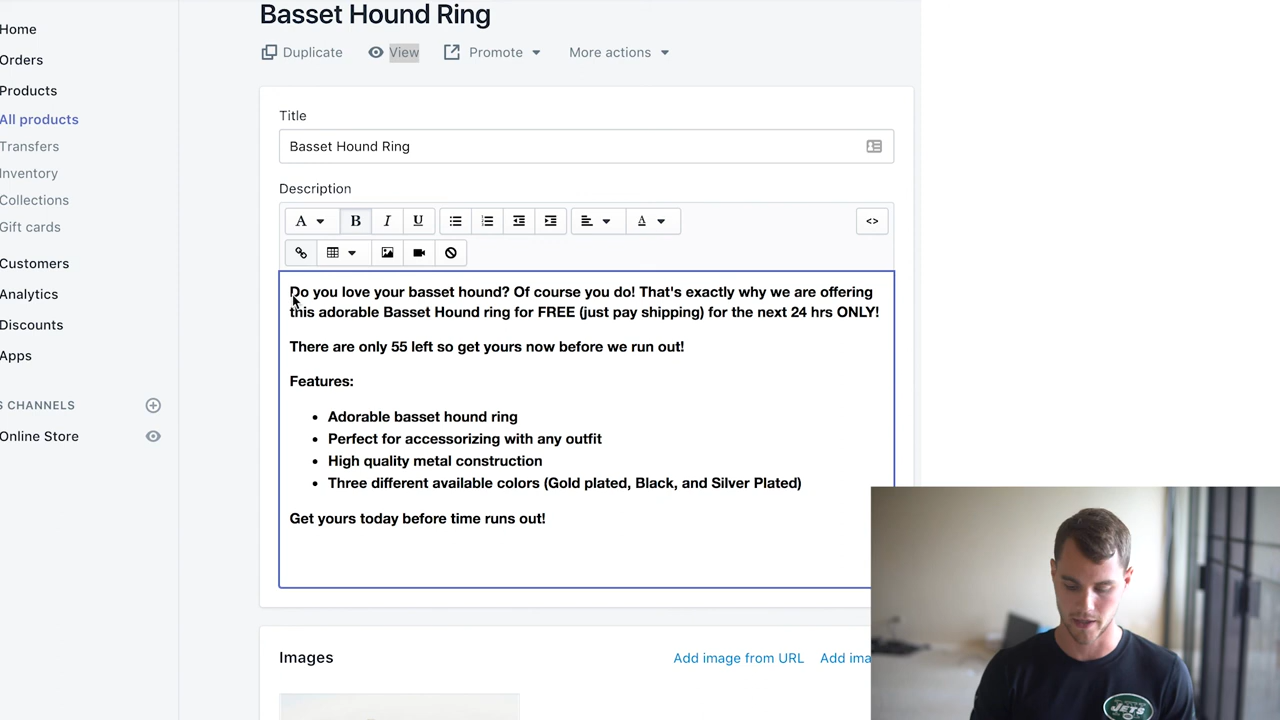 Basset Hound Ring
Home
Duplicate
View
Promote
More actions
Orders
Products
All products
Transfers
Inventory
Collections
Gift cards
Customers
Analytics
Discounts
Apps
S CHANNELS
Online Store
Title
Basset Hound Ring
Description
A
B
I
U
A
<>
Do you love your basset hound? Of course you do! That's exactly why we are offering
this adorable Basset Hound ring for FREE (just pay shipping) for the next 24 hrs ONLY!
There are only 55 left so get yours now before we run out!
Features:
• Adorable basset hound ring
• Perfect for accessorizing with any outfit
• High quality metal construction
• Three different available colors (Gold plated, Black, and Silver Plated)
Get yours today before time runs out!
Images
Add image from URL
Add ima
JETS